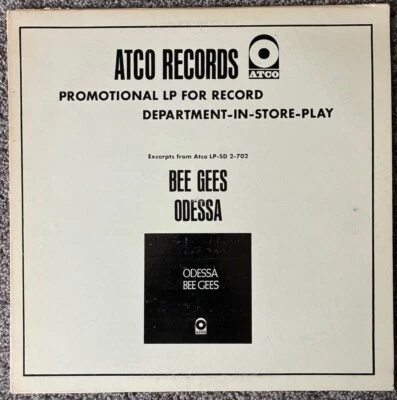 ATCO RECORDS
ATCO
PROMOTIONAL LP FOR RECORD
DEPARTMENT-IN-STORE-PLAY
Excerpts from Atco LP-SD 2-702
BEE GEES
ODESSA
ODESSA
BEE GEES